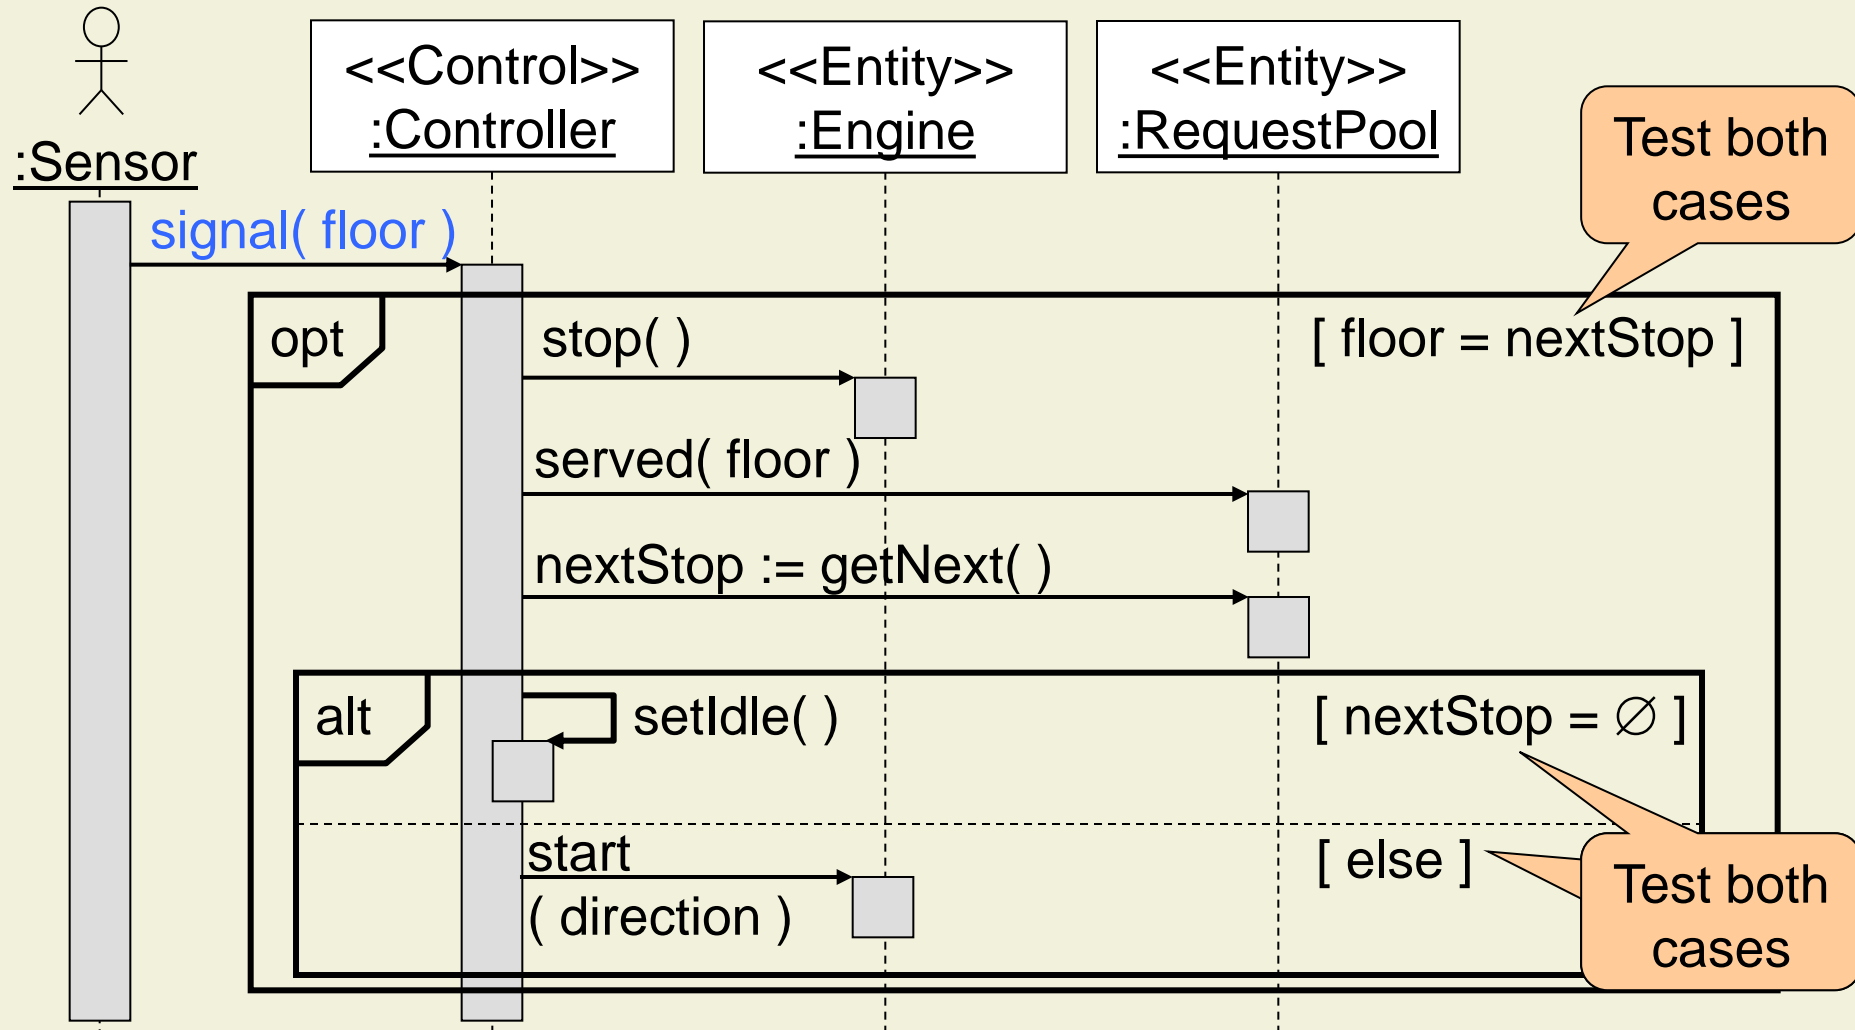 <<Control>>
:Controller
<<Entity>>
:Engine
<<Entity>>
:RequestPool
:Sensor
Test both
cases
signal( floor )
opt
stop( )
[ floor = nextStop ]
served( floor )
nextStop := getNext( )
alt
setIdle( )
[ nextStop = ∅ ]
start
( direction )
[ else ]
Test both
cases